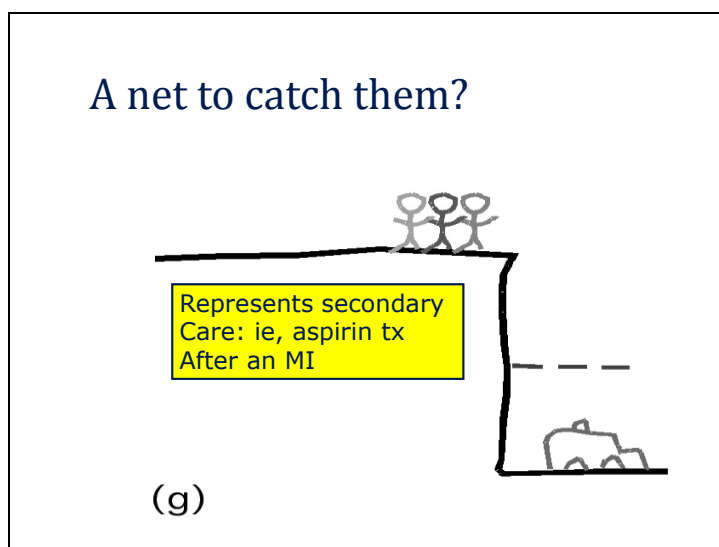 A net to catch them?
Represents secondary
Care: ie, aspirin tx
After an MI
(g)